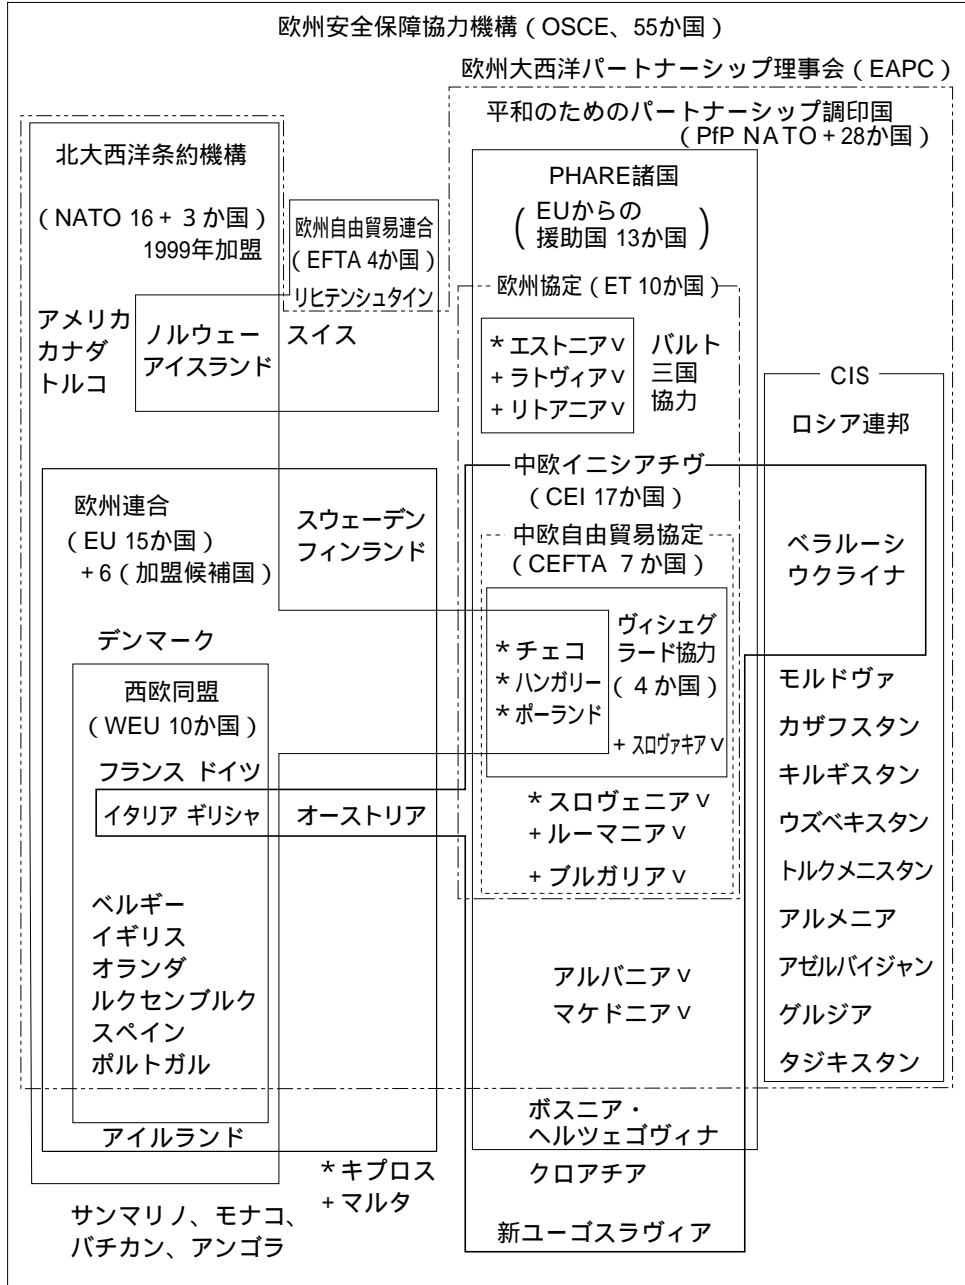 欧州安全保障協力機構（OSCE、55か国）
欧州大西洋パートナーシップ理事会（EAPC）
平和のためのパートナーシップ調印国
（PfP NATO＋28か国）
北大西洋条約機構
（NATO 16＋３か国）
1999年加盟
PHARE諸国
（EUからの
援助国 13か国）
欧州自由貿易連合
（EFTA 4か国）
リヒテンシュタイン
欧州協定（ET 10か国）
アメリカ
カナダ
トルコ
ノルウェー
アイスランド
スイス
＊エストニア∨
＋ラトヴィア∨
＋リトアニア∨
バルト
三国
協力
CIS
ロシア連邦
中欧イニシアチヴ
（CEI 17か国）
欧州連合
（EU 15か国）
＋6（加盟候補国）
スウェーデン
フィンランド
中欧自由貿易協定
（CEFTA ７か国）
ベラルーシ
ウクライナ
デンマーク
ヴィシェグ
ラード協力
（４か国）
＊チェコ
＊ハンガリー
＊ポーランド
＋スロヴァキア∨
西欧同盟
（WEU 10か国）
モルドヴァ
カザフスタン
キルギスタン
ウズベキスタン
トルクメニスタン
アルメニア
アゼルバイジャン
グルジア
タジキスタン
フランス ドイツ
イタリア ギリシャ
オーストリア
＊スロヴェニア∨
＋ルーマニア∨
＋ブルガリア∨
ベルギー
イギリス
オランダ
ルクセンブルク
スペイン
ポルトガル
アルバニア∨
マケドニア∨
アイルランド
ボスニア・
ヘルツェゴヴィナ
＊キプロス
＋マルタ
クロアチア
サンマリノ、モナコ、
バチカン、アンゴラ
新ユーゴスラヴィア